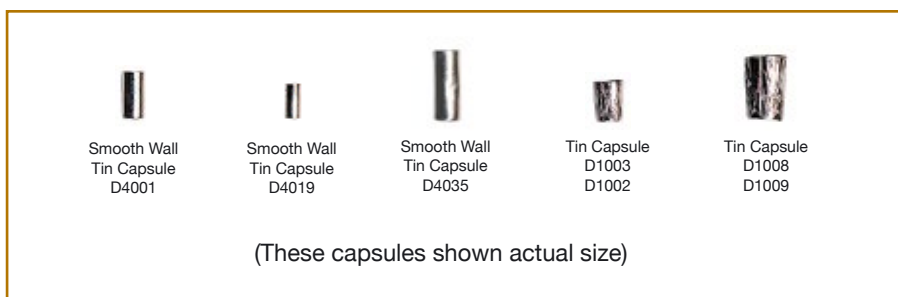 Smooth Wall
Tin Capsule
D4001
Smooth Wall
Tin Capsule
D4019
Smooth Wall
Tin Capsule
D4035
Tin Capsule
D1003
D1002
Tin Capsule
D1008
D1009
(These capsules shown actual size)